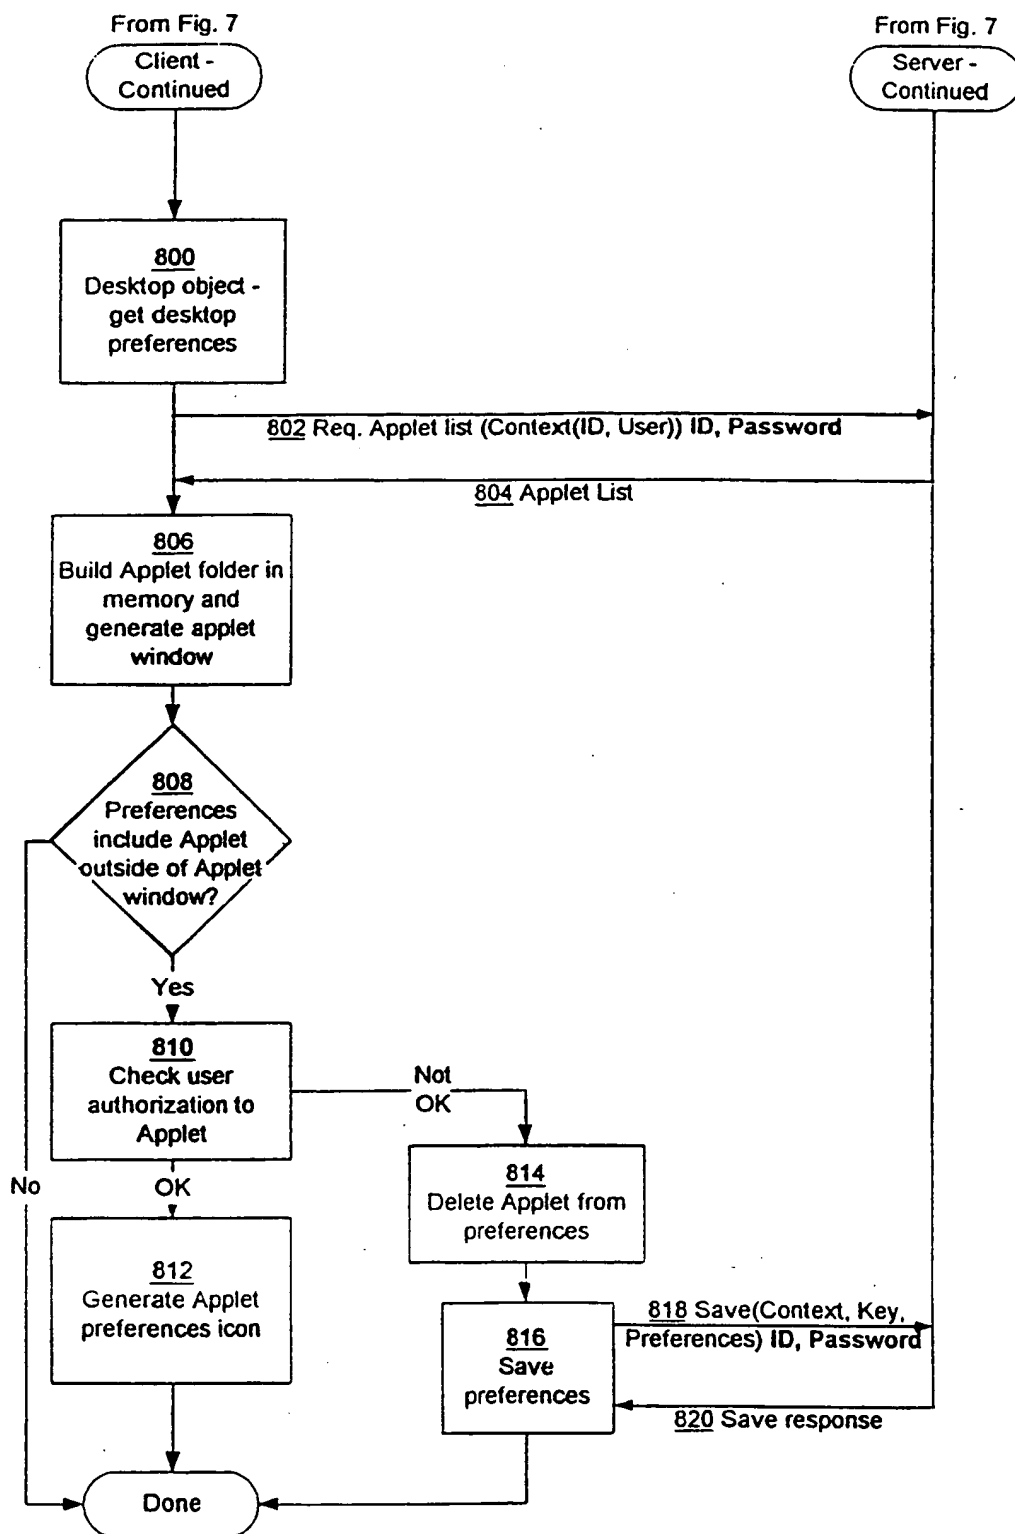 From Fig. 7
Client -
Continued
From Fig. 7
Server -
Continued
800
Desktop object -
get desktop
preferences
802 Req. Applet list (Context(ID, User)) ID, Password
804 Applet List
806
Build Applet folder in
memory and
generate applet
window
808
Preferences
include Applet
outside of Applet
window?
Yes
No
810
Check user
authorization to
Applet
Not
OK
OK
814
Delete Applet from
preferences
812
Generate Applet
preferences icon
816
Save
preferences
818 Save(Context, Key,
Preferences) ID, Password
820 Save response
Done